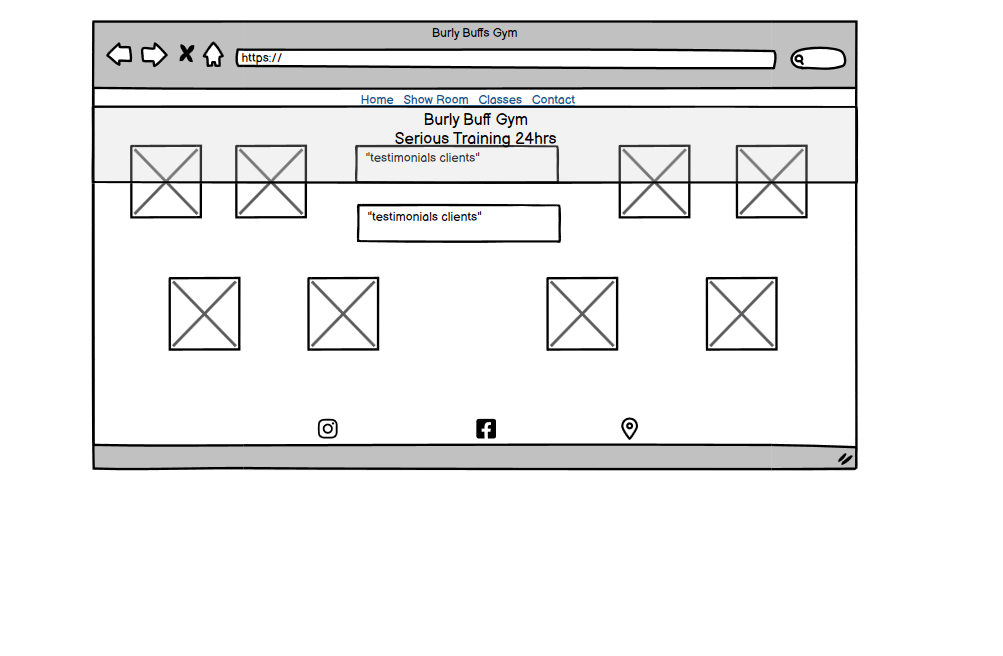 Burly Buffs Gym
https://
Home Show Room Classes Contact
Burly Buff Gym
Serious Training 24hrs
"testimonials clients"
"testimonials clients"